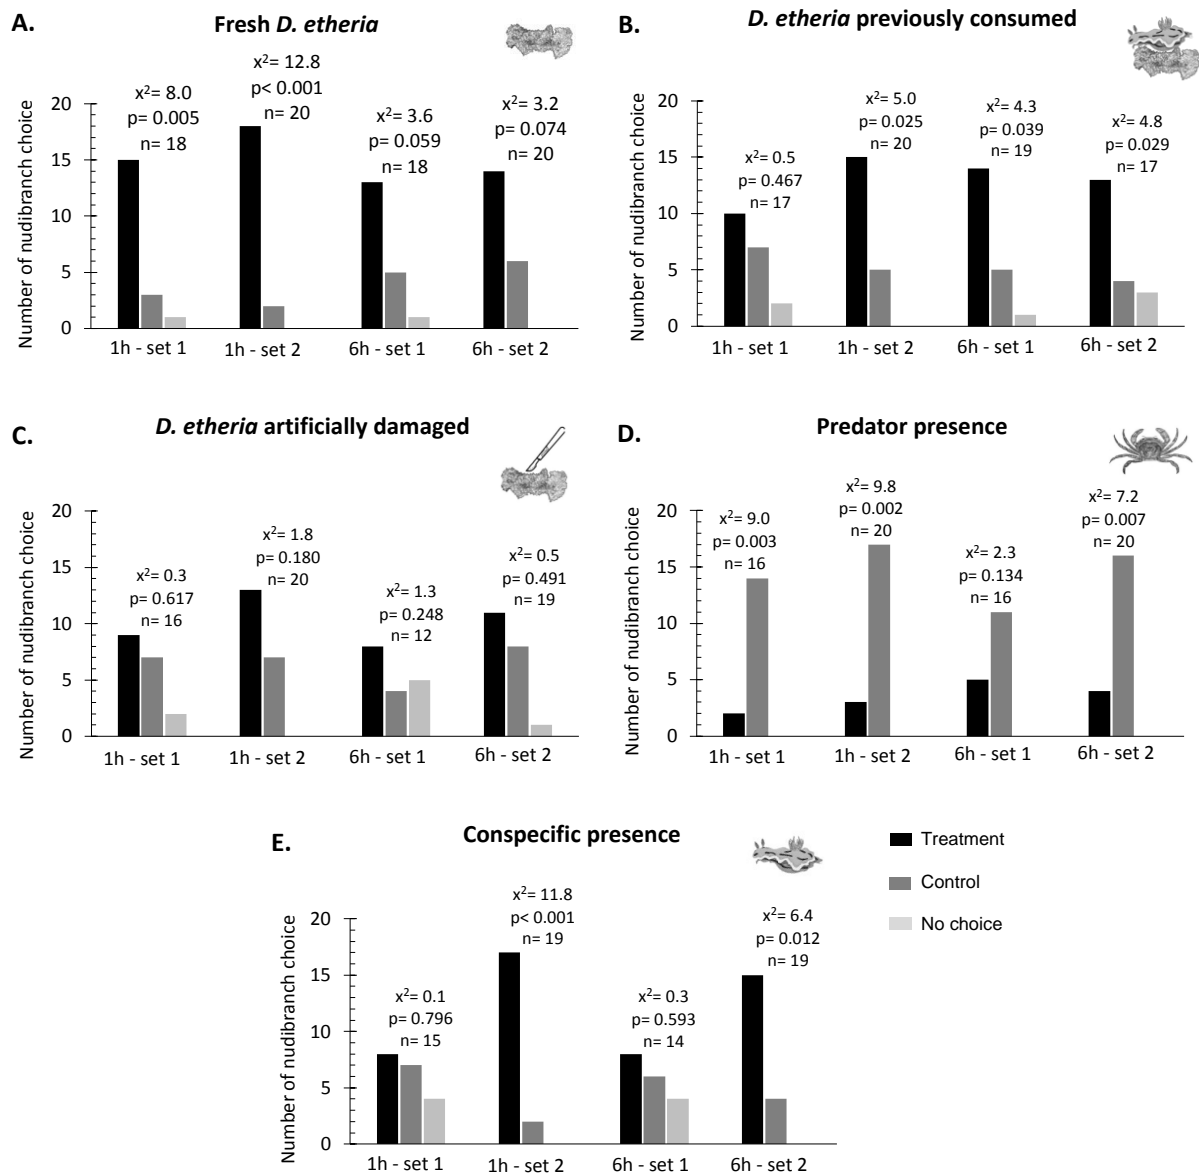 A.
Fresh D. etheria
x²= 8.0
p= 0.005
n= 18
x²= 12.8
p< 0.001
n= 20
x²= 3.6
p= 0.059
n= 18
x²= 3.2
p= 0.074
n= 20
Number of nudibranch choice
20
15
10
5
0
1h - set 1
1h - set 2
6h - set 1
6h - set 2
B.
D. etheria previously consumed
x²= 0.5
p= 0.467
n= 17
x²= 5.0
p= 0.025
n= 20
x²= 4.3
p= 0.039
n= 19
x²= 4.8
p= 0.029
n= 17
Number of nudibranch choice
20
15
10
5
0
1h - set 1
1h - set 2
6h - set 1
6h - set 2
C.
D. etheria artificially damaged
x²= 0.3
p= 0.617
n= 16
x²= 1.8
p= 0.180
n= 20
x²= 1.3
p= 0.248
n= 12
x²= 0.5
p= 0.491
n= 19
Number of nudibranch choice
20
15
10
5
0
1h - set 1
1h - set 2
6h - set 1
6h - set 2
D.
Predator presence
x²= 9.0
p= 0.003
n= 16
x²= 9.8
p= 0.002
n= 20
x²= 2.3
p= 0.134
n= 16
x²= 7.2
p= 0.007
n= 20
Number of nudibranch choice
20
15
10
5
0
1h - set 1
1h - set 2
6h - set 1
6h - set 2
E.
Conspecific presence
x²= 0.1
p= 0.796
n= 15
x²= 11.8
p< 0.001
n= 19
x²= 0.3
p= 0.593
n= 14
x²= 6.4
p= 0.012
n= 19
Number of nudibranch choice
20
15
10
5
0
1h - set 1
1h - set 2
6h - set 1
6h - set 2
Treatment
Control
No choice